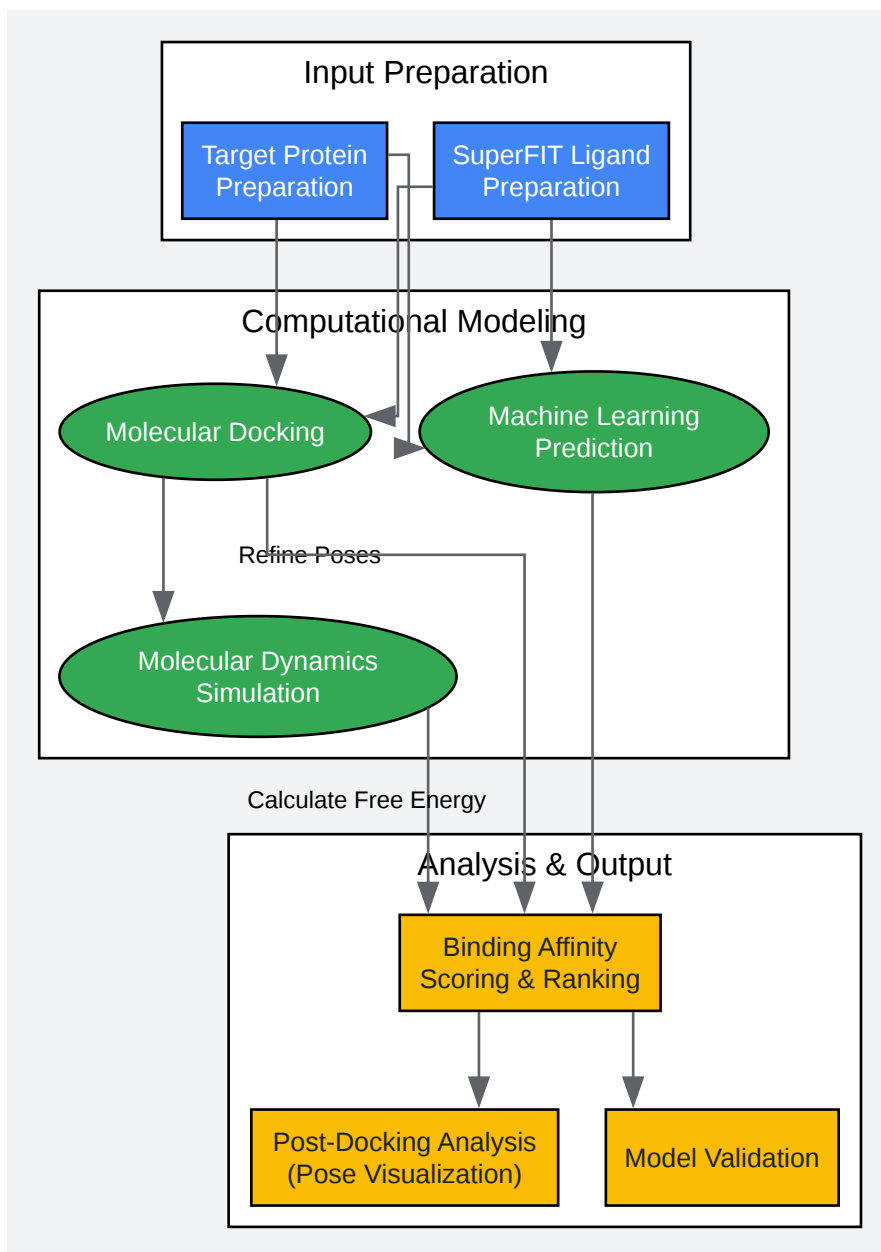 Input Preparation
Target Protein
Preparation
SuperFIT Ligand
Preparation
Computational Modeling
Molecular Docking
Machine Learning
Prediction
Refine Poses
Molecular Dynamics
Simulation
Calculate Free Energy
Analysis & Output
Binding Affinity
Scoring & Ranking
Post-Docking Analysis
(Pose Visualization)
Model Validation